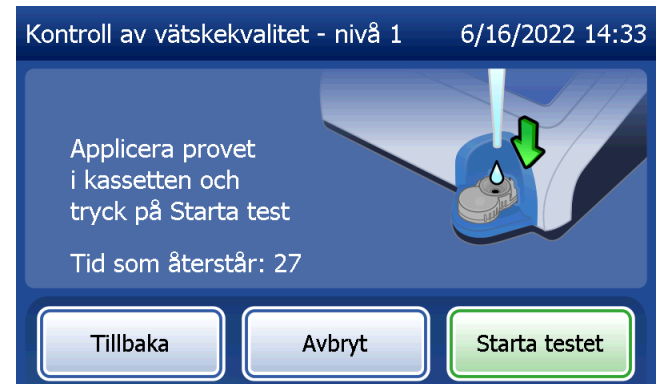 Kontroll av vätskekvalitet - nivå 1 6/16/2022 14:33
Applicera provet
i kassetten och
tryck på Starta test
Tid som återstår: 27
Tillbaka Avbryt Starta testet